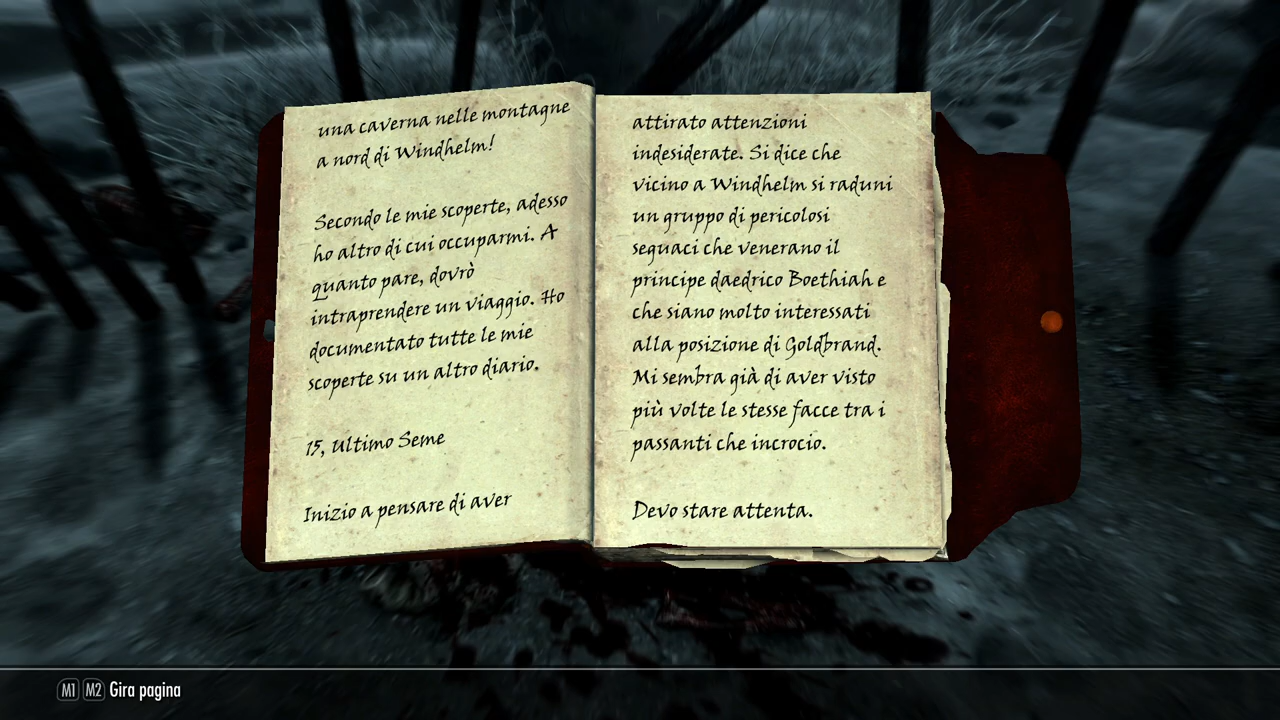 una caverna nelle montagne
a nord di Windhelm!
Secondo le mie scoperte, adesso
ho altro di cui occuparmi. A
quanto pare, dovrò
intraprendere un viaggio. Ho
documentato tutte le mie
scoperte su un altro diario.
15, Ultimo Seme
Inizio a pensare di aver
attirato attenzioni
indesiderate. Si dice che
vicino a Windhelm si raduni
un gruppo di pericolosi
seguaci che venerano il
principe daedrico Boethiah e
che siano molto interessati
alla posizione di Goldbrand.
Mi sembra già di aver visto
più volte le stesse facce tra i
passanti che incrocio.
Devo stare attenta.
M1 M2 Gira pagina